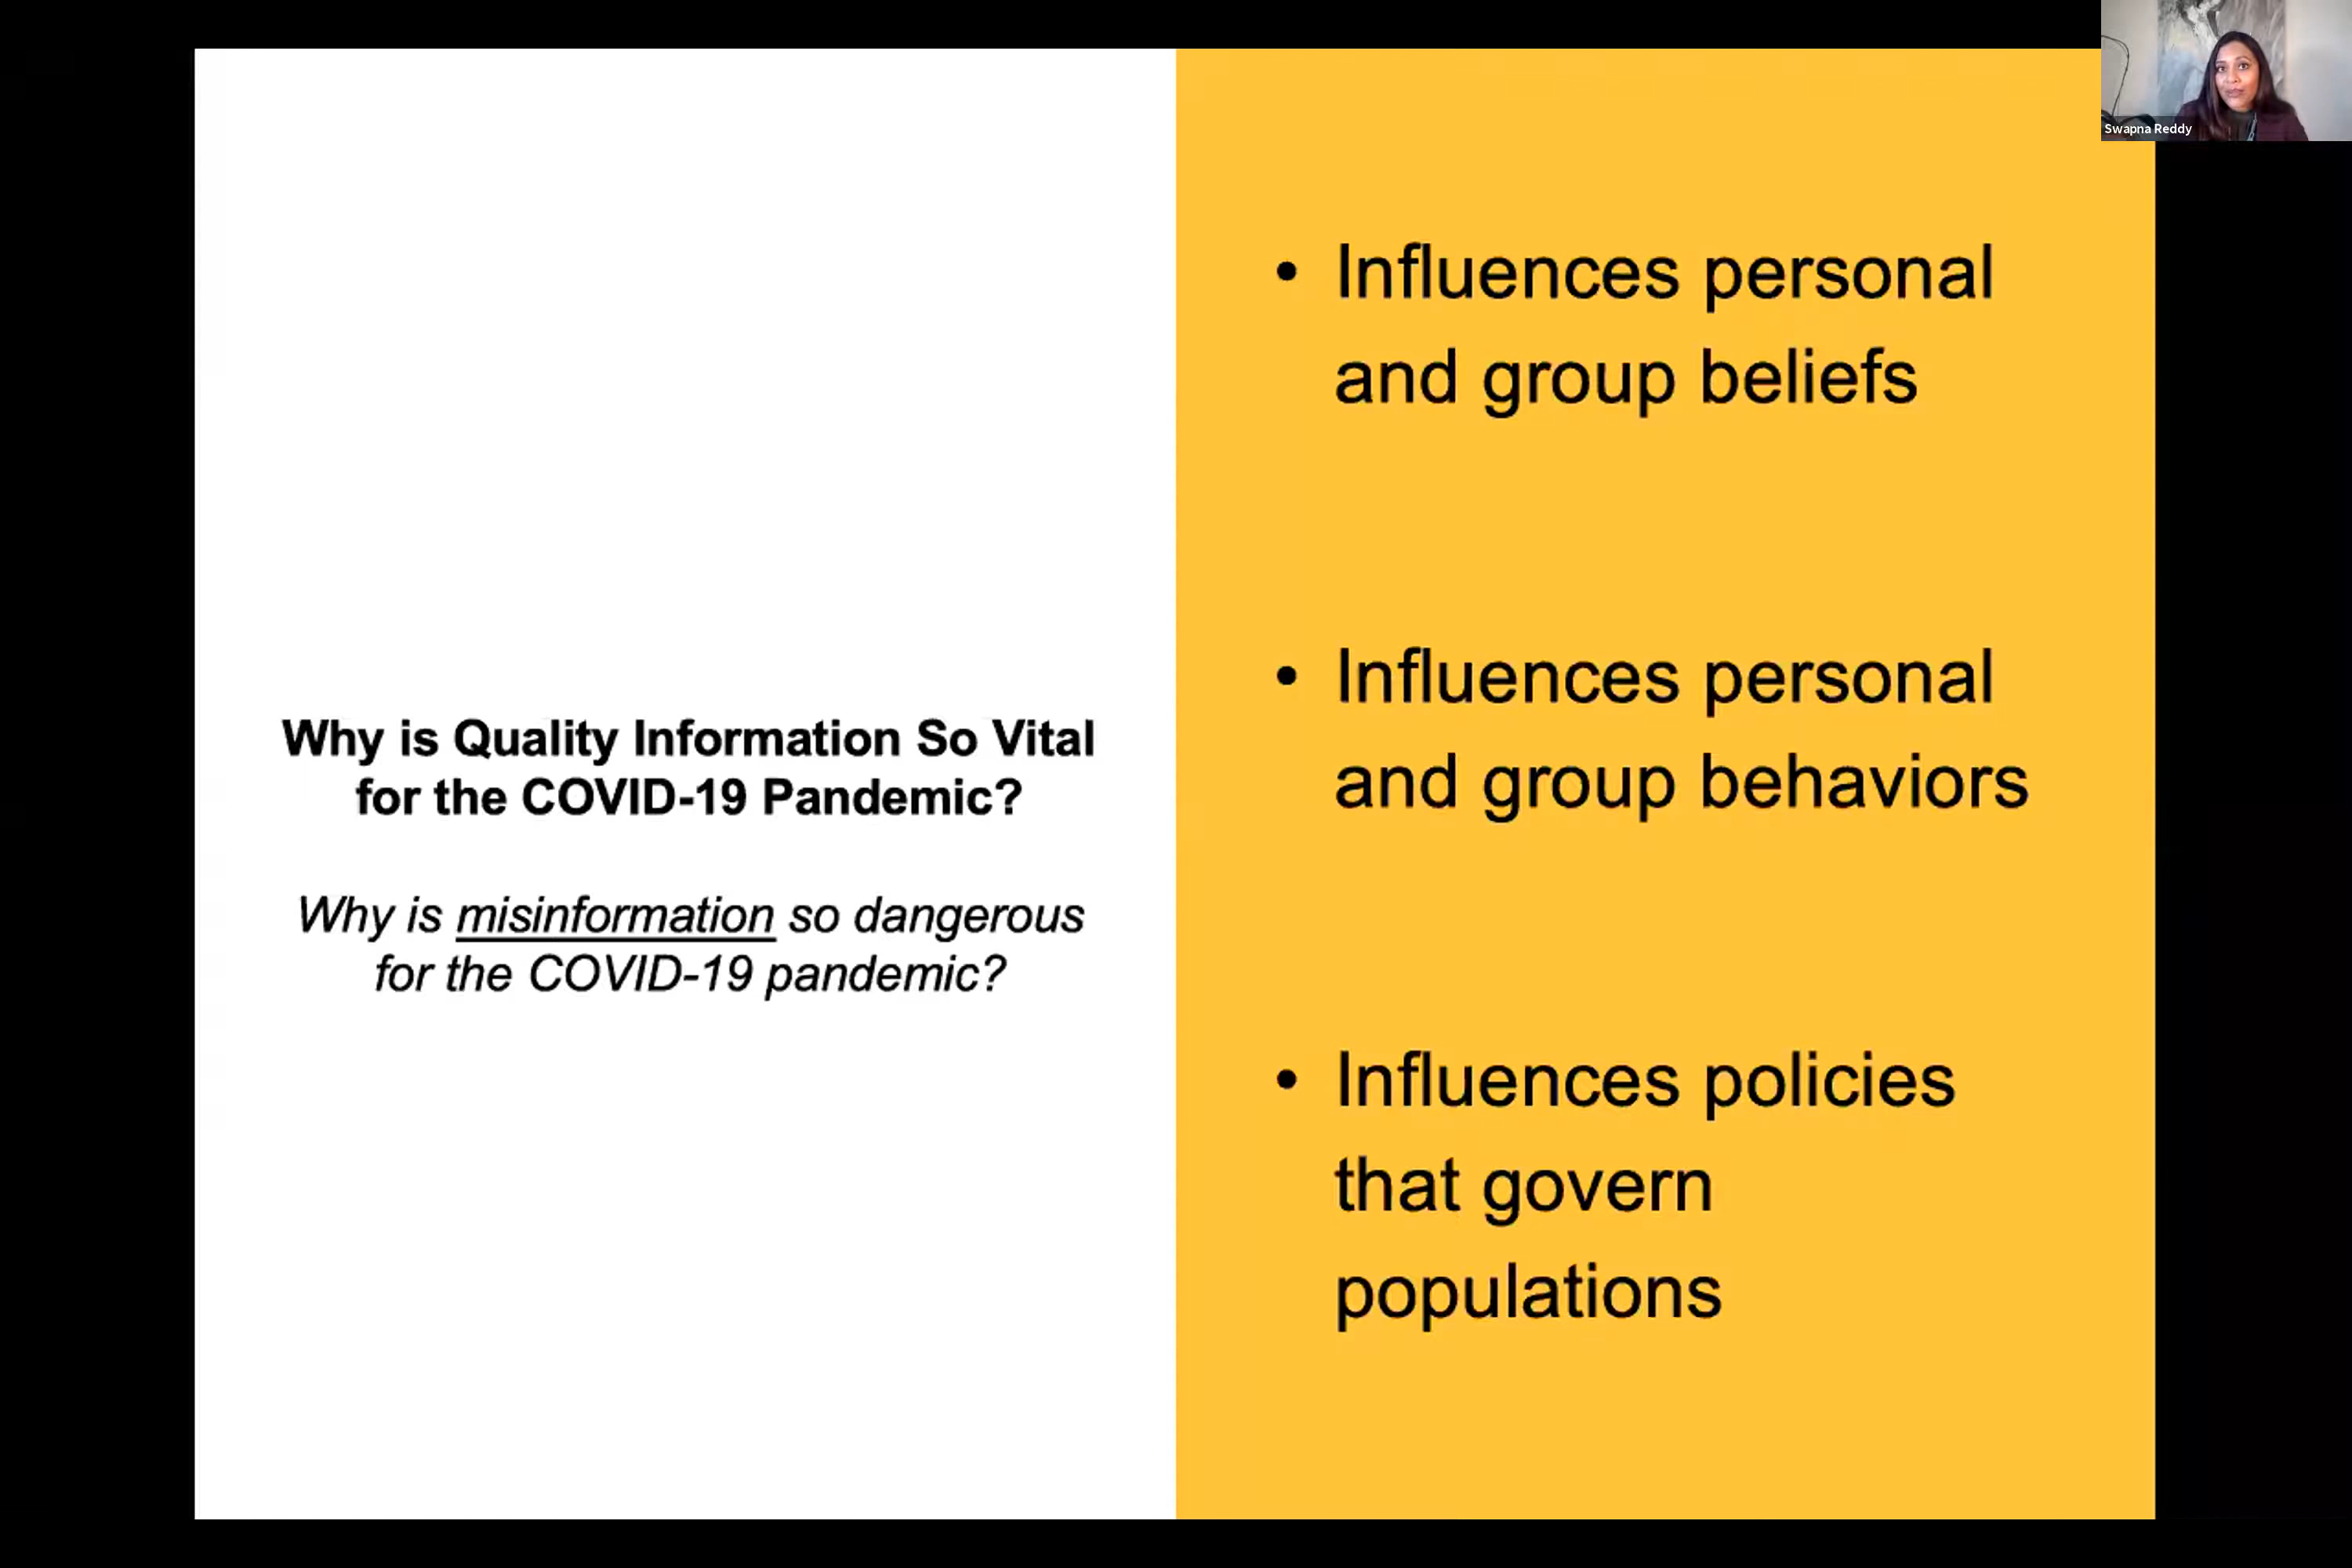 Why is Quality Information So Vital
for the COVID-19 Pandemic?
Why is misinformation so dangerous
for the COVID-19 pandemic?
• Influences personal
and group beliefs
• Influences personal
and group behaviors
• Influences policies
that govern
populations
Swapna Reddy